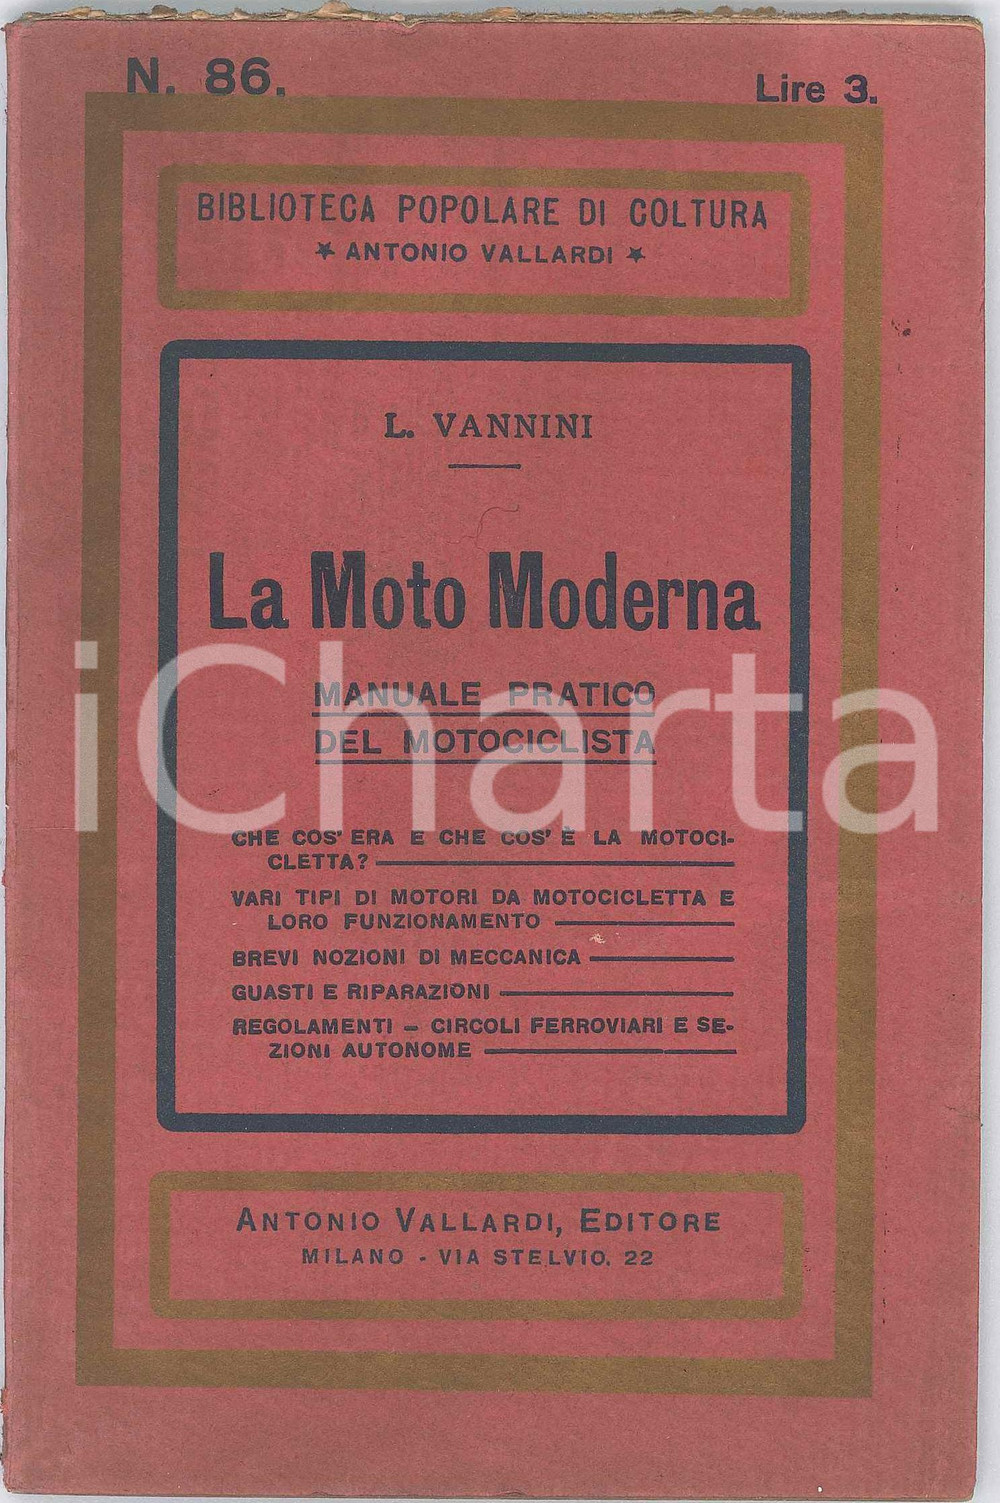 N. 86.
Lire 3.
BIBLIOTECA POPOLARE DI COLTURA
★ ANTONIO VALLARDI ★
L. VANNINI
La Moto Moderna
MANUALE PRATICO
DEL MOTOCICLISTA
iCharta
CHE COS' ERA E CHE COS' È LA MOTOCI-
CLETTA?
VARI TIPI DI MOTORI DA MOTOCICLETTA E
LORO FUNZIONAMENTO
BREVI NOZIONI DI MECCANICA
GUASTI E RIPARAZIONI
REGOLAMENTI - CIRCOLI FERROVIARI E SE-
ZIONI AUTONOME
ANTONIO VALLARDI, EDITORE
MILANO - VIA STELVIO, 22